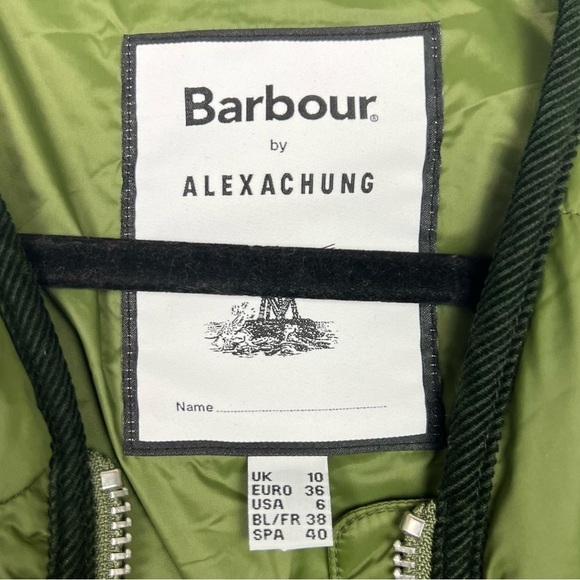 Barbour®
by
ALEXACHUNG
Name
UK 10
EURO 36
USA 6
BL/FR 38
SPA 40